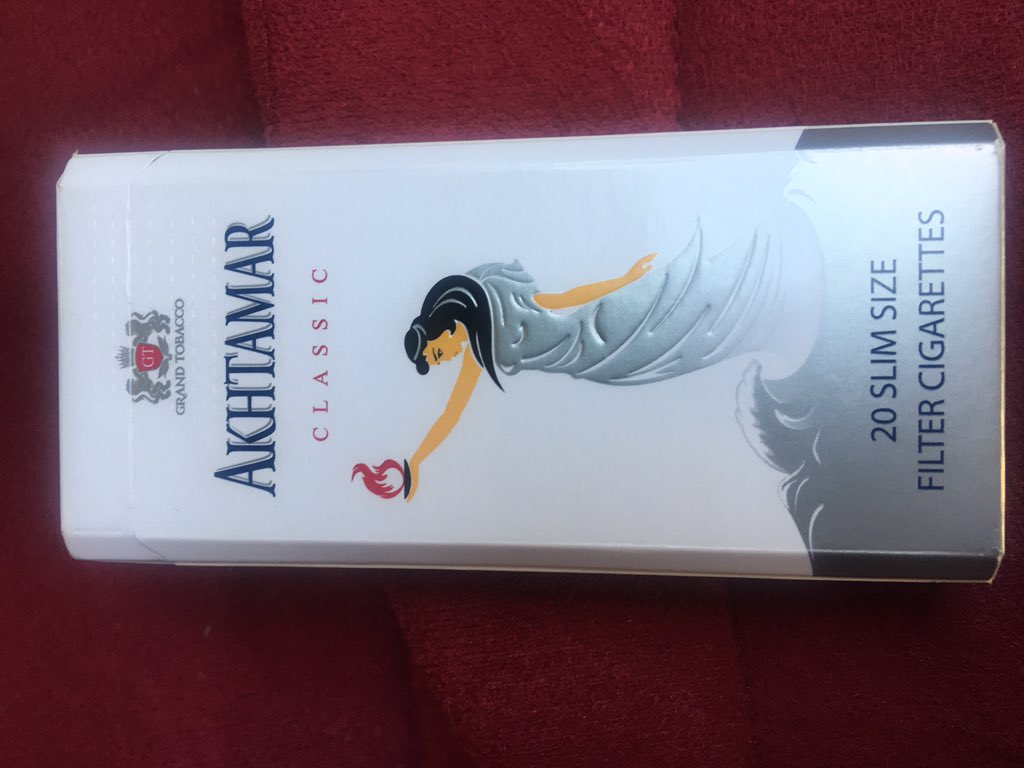 GT
GRAND TOBACCO
AKHTAMAR
CLASSIC
20 SLIM SIZE
FILTER CIGARETTES